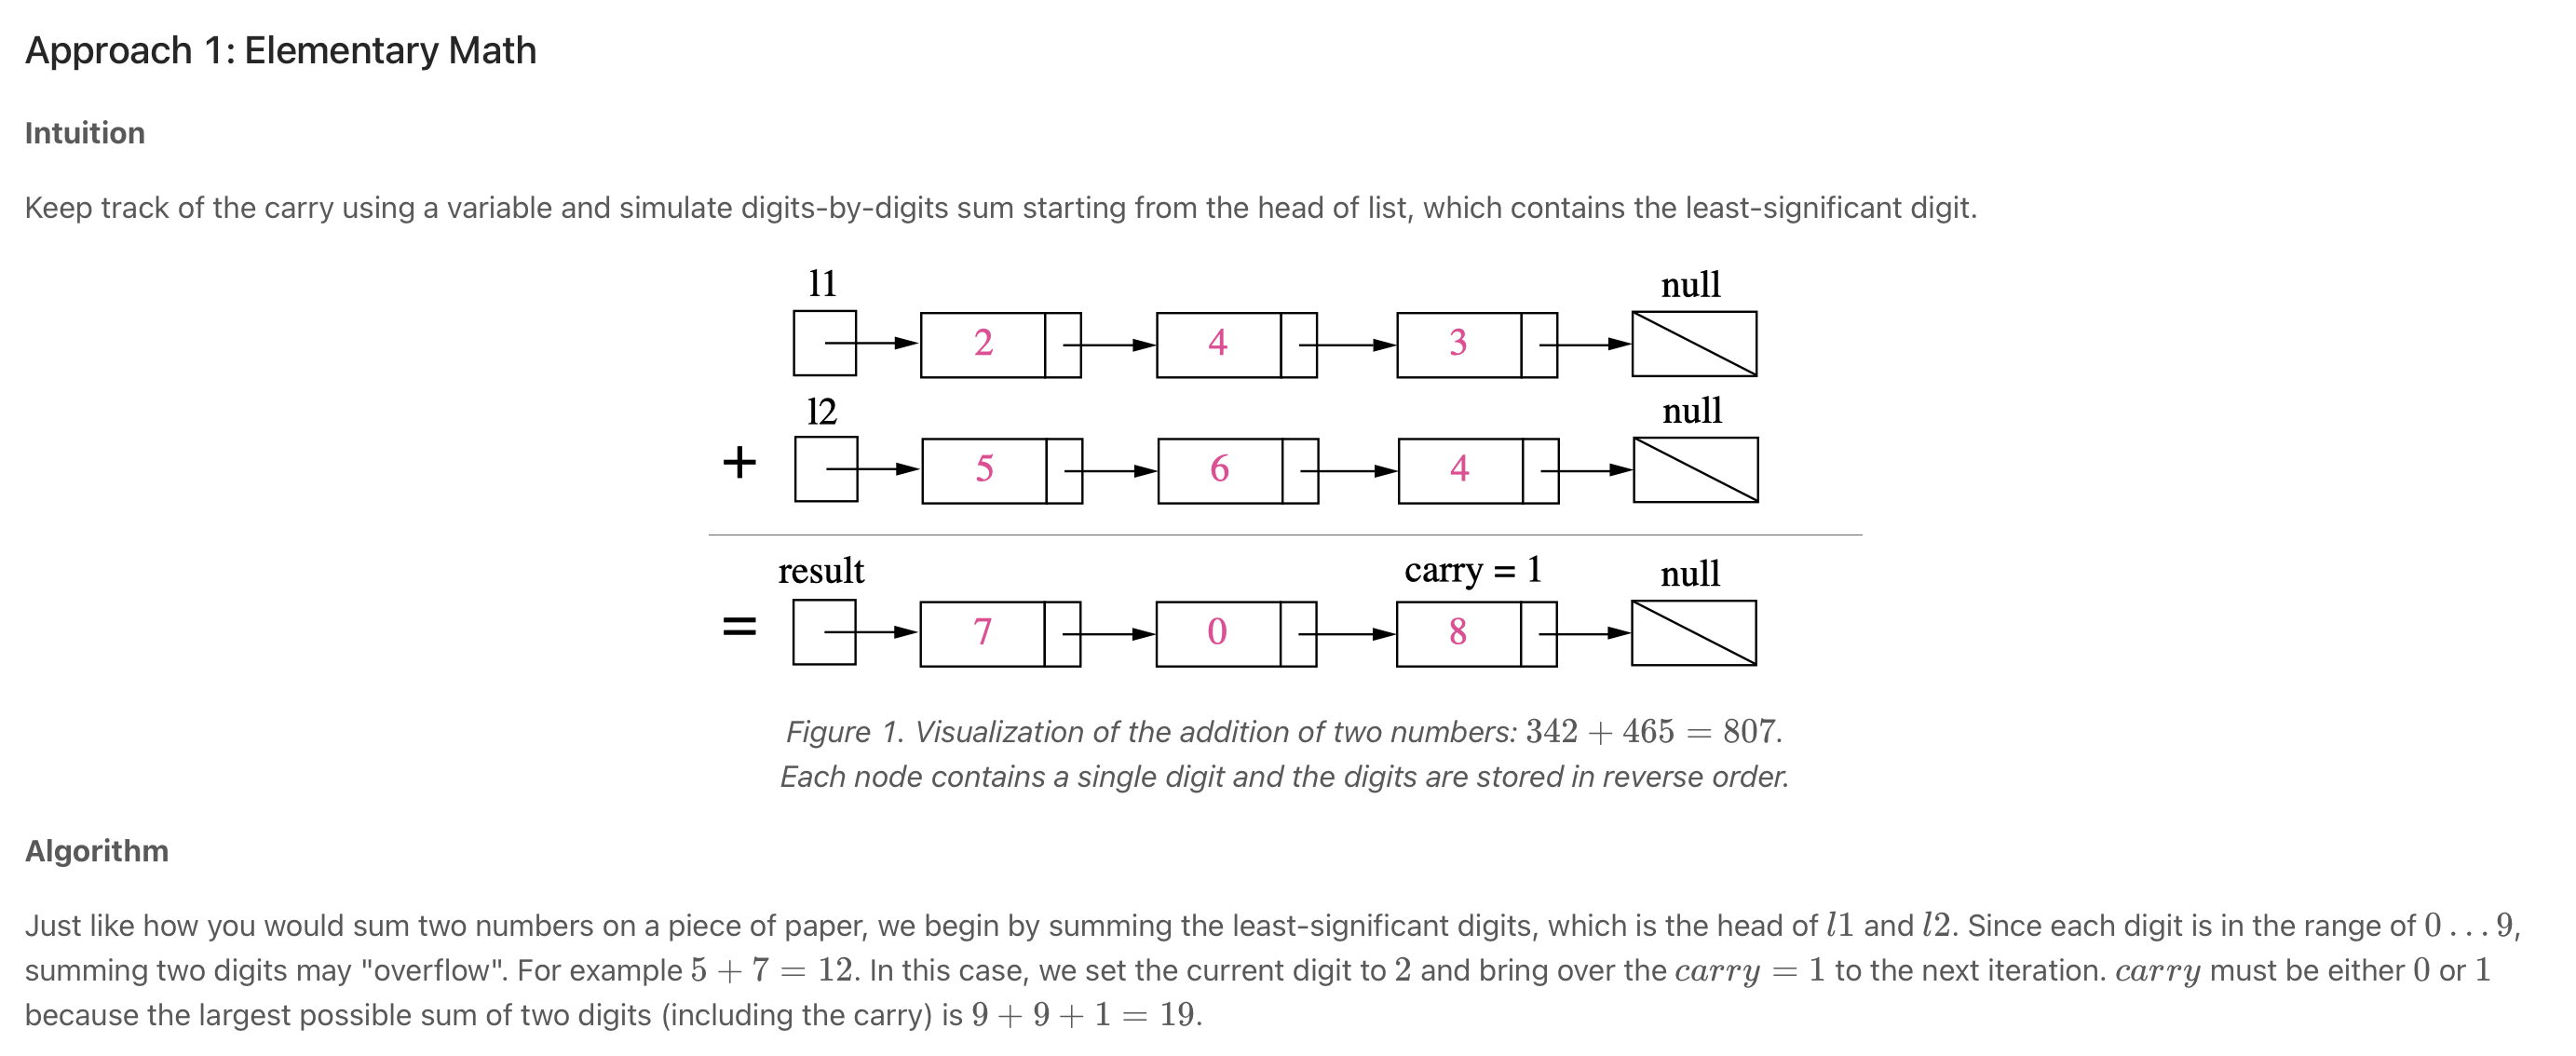 Approach 1: Elementary Math
Intuition
Keep track of the carry using a variable and simulate digits-by-digits sum starting from the head of list, which contains the least-significant digit.
l1 null
2 4 3
l2 null
+ 5 6 4
result carry = 1 null
= 7 0 8
Figure 1. Visualization of the addition of two numbers: 342 + 465 = 807.
Each node contains a single digit and the digits are stored in reverse order.
Algorithm
Just like how you would sum two numbers on a piece of paper, we begin by summing the least-significant digits, which is the head of l1 and l2. Since each digit is in the range of 0...9,
summing two digits may "overflow". For example 5 + 7 = 12. In this case, we set the current digit to 2 and bring over the carry = 1 to the next iteration. carry must be either 0 or 1
because the largest possible sum of two digits (including the carry) is 9 + 9 + 1 = 19.